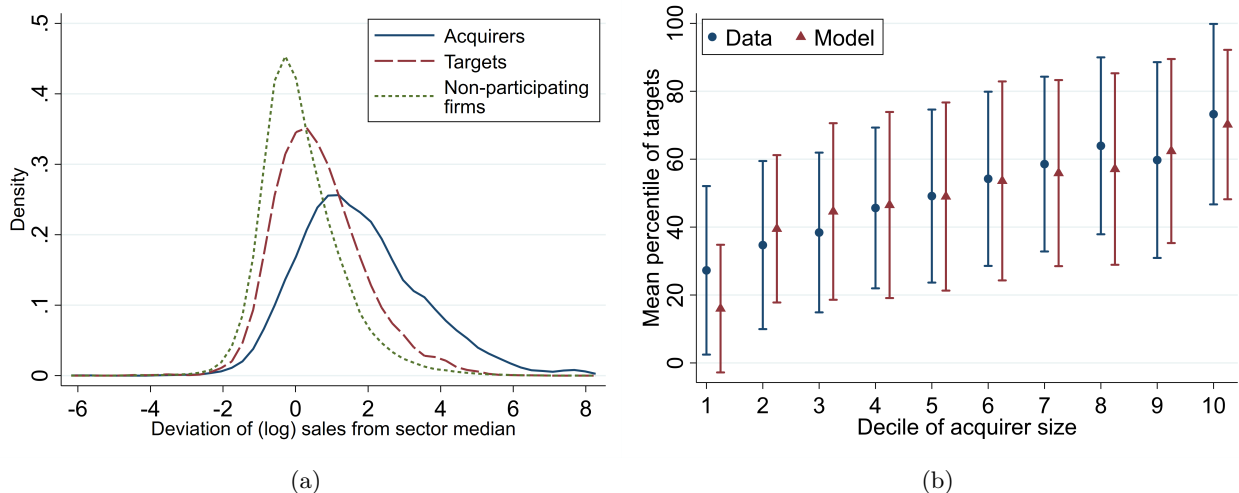 .5
.4
.3
.2
.1
0
Density
Acquirers
Targets
Non-participating
firms
-6 -4 -2 0 2 4 6 8
Deviation of (log) sales from sector median
(a)
100
80
60
40
20
0
Mean percentile of targets
Data Model
1 2 3 4 5 6 7 8 9 10
Decile of acquirer size
(b)